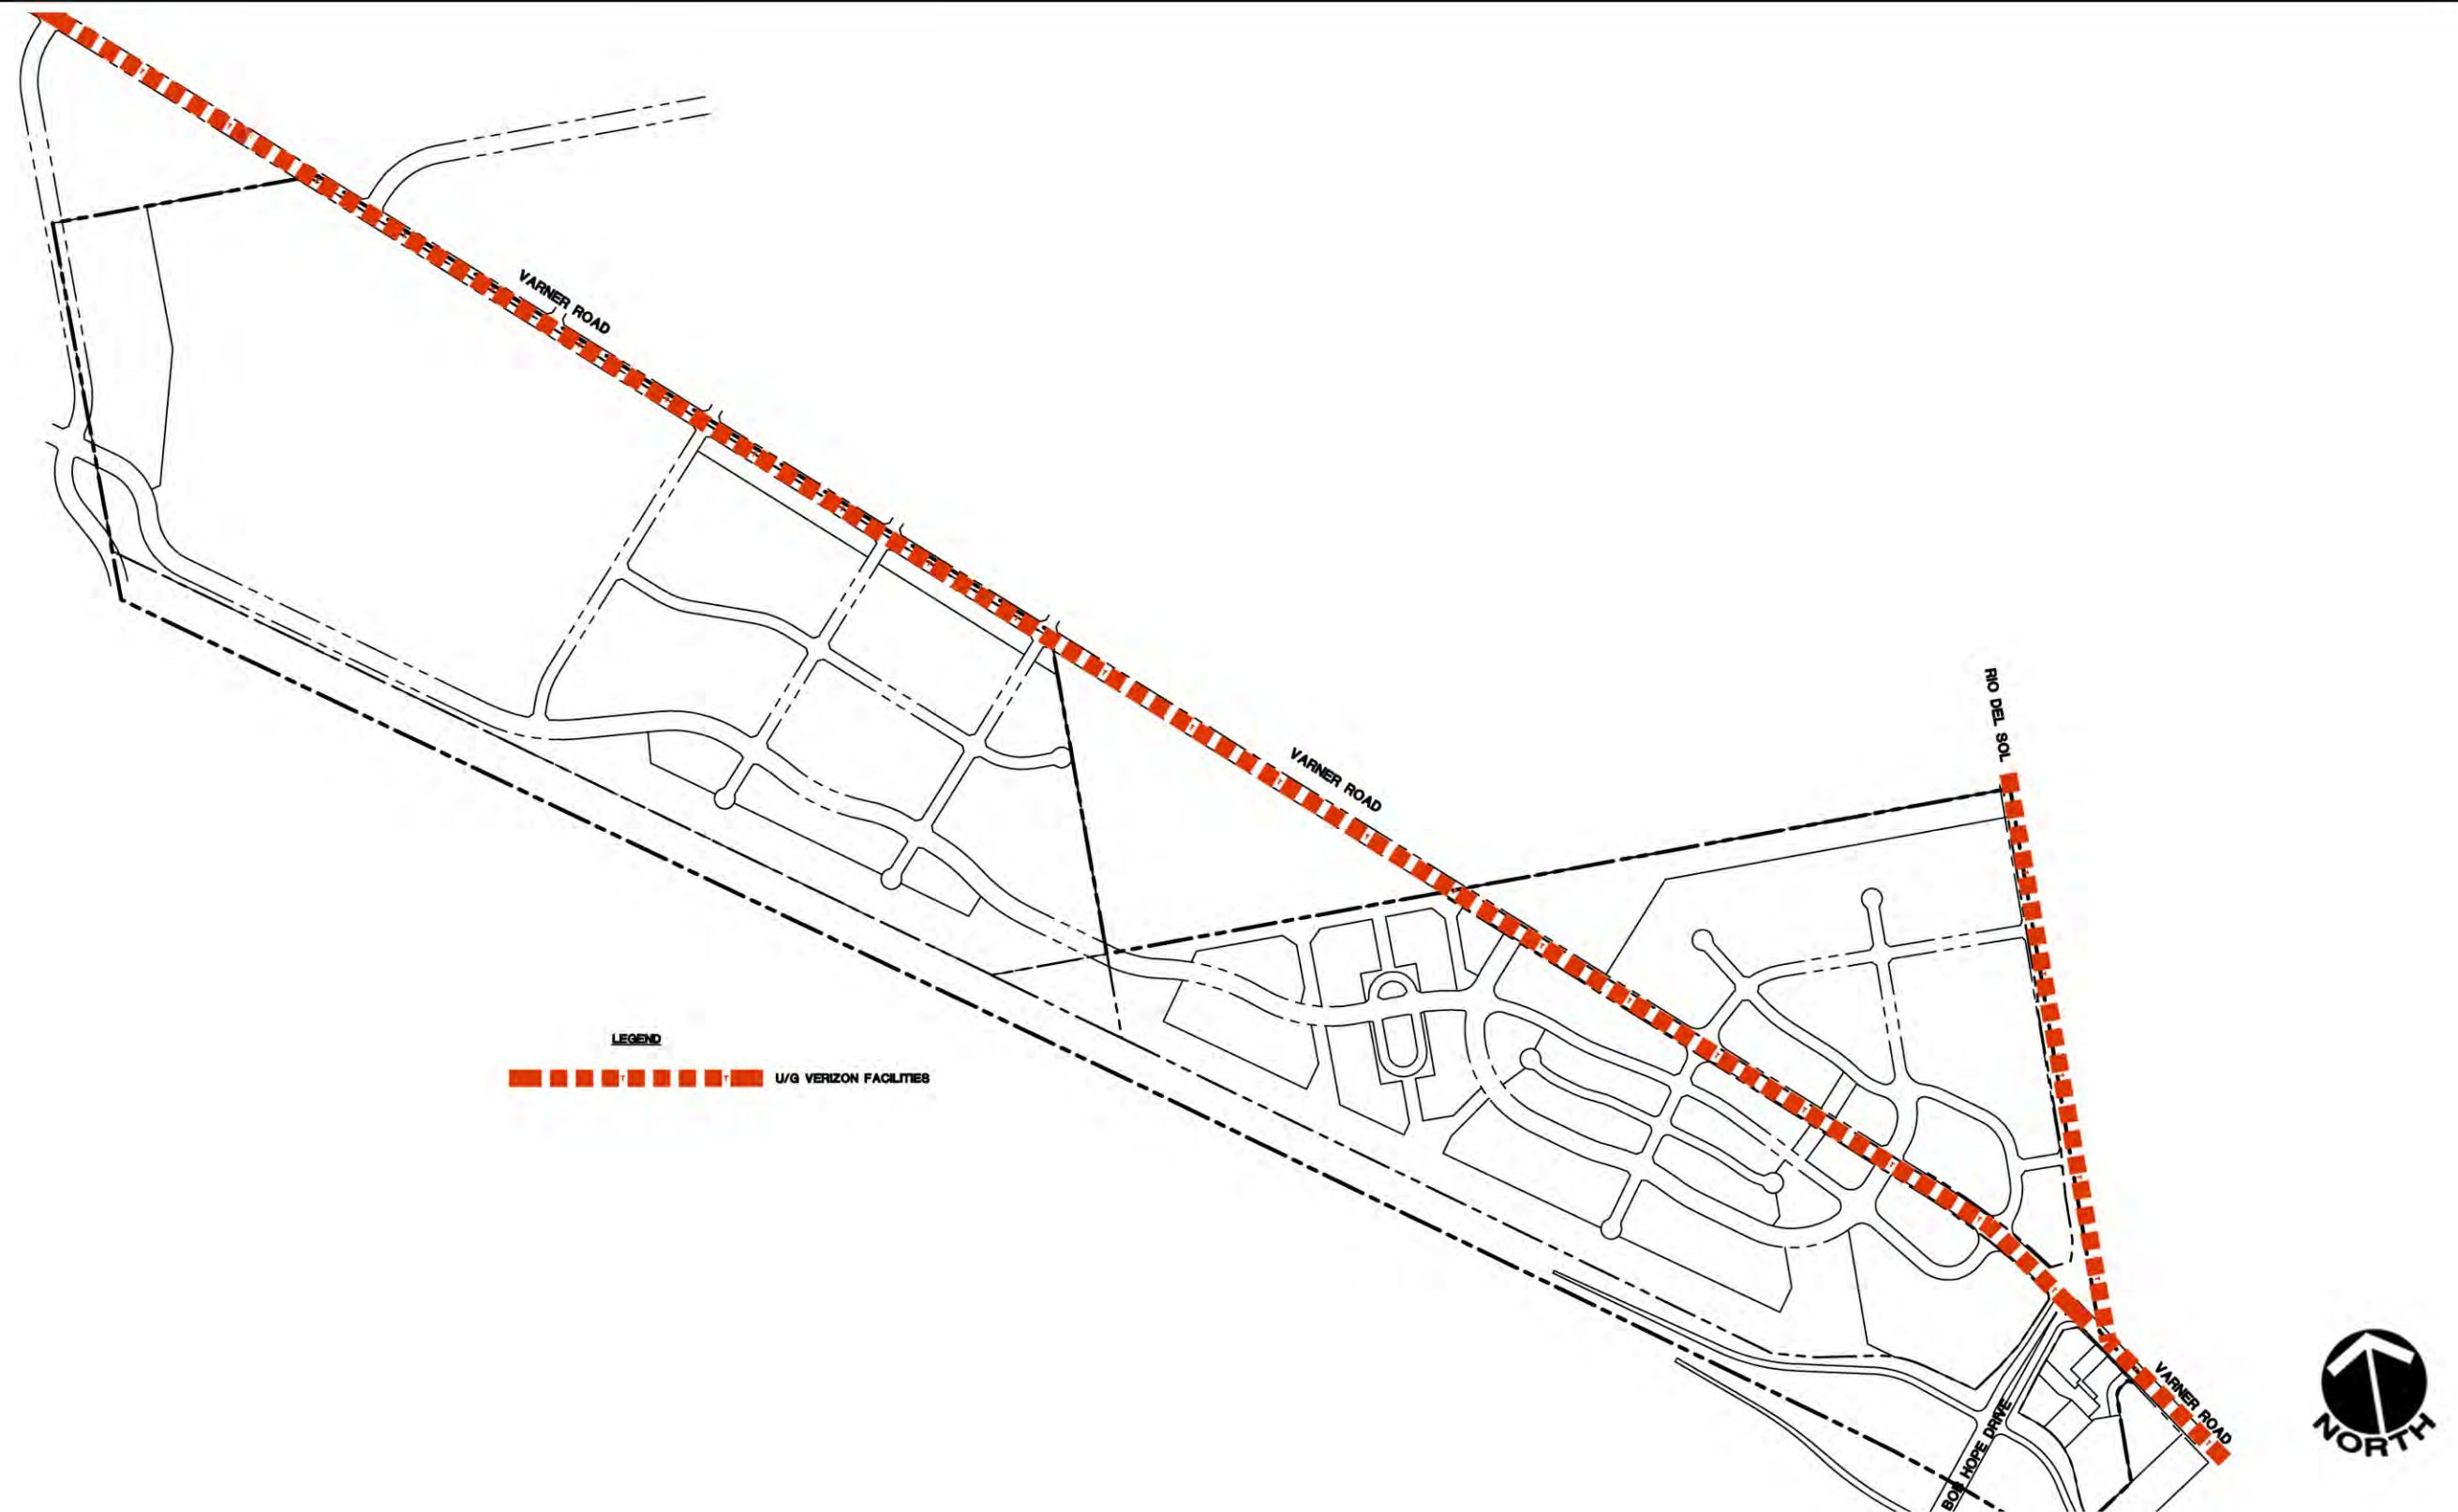 VARNER ROAD
RIO DEL SOL
VARNER ROAD
LEGEND
T T U/G VERIZON FACILITIES
VARNER ROAD
BOB HOPE DRIVE
NORTH